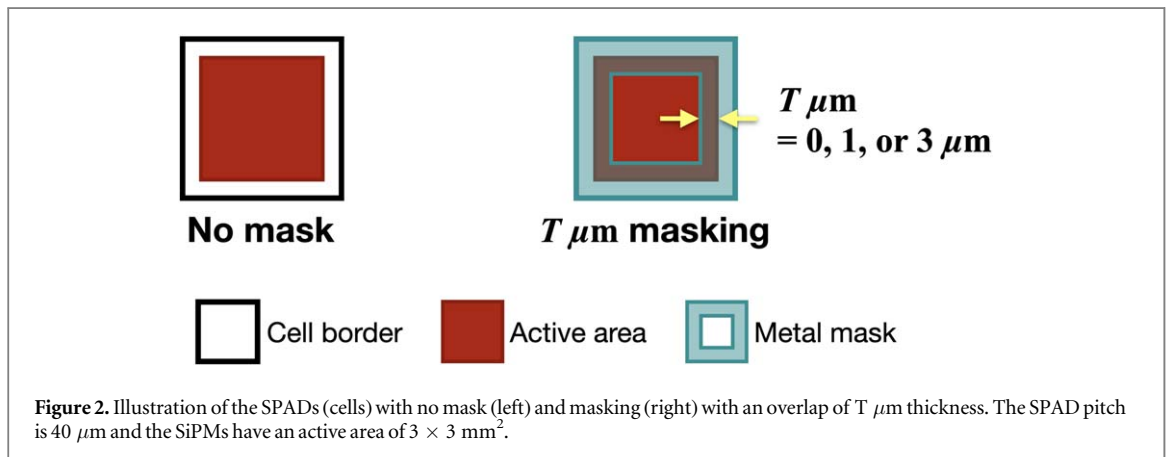 T μm
= 0, 1, or 3 μm
No mask
T μm masking
Cell border
Active area
Metal mask
Figure 2. Illustration of the SPADs (cells) with no mask (left) and masking (right) with an overlap of T μm thickness. The SPAD pitch
is 40 μm and the SiPMs have an active area of 3 × 3 mm².